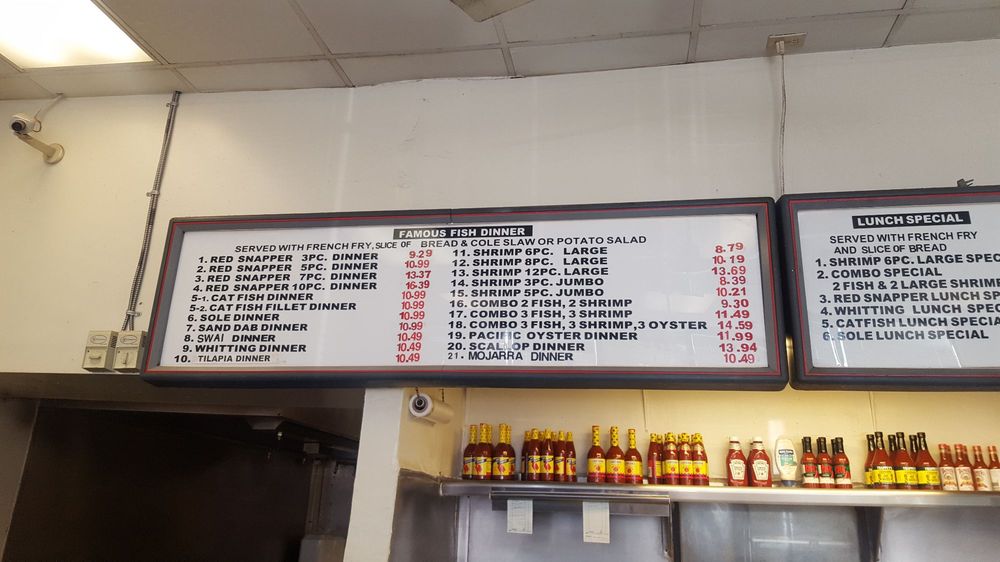 FAMOUS FISH DINNER
SERVED WITH FRENCH FRY, SLICE OF BREAD & COLE SLAW OR POTATO SALAD
1. RED SNAPPER 3PC. DINNER 9.29
2. RED SNAPPER 5PC. DINNER 10.99
3. RED SNAPPER 7PC. DINNER 13.37
4. RED SNAPPER 10PC. DINNER 16.39
5-1. CAT FISH DINNER 10.99
5-2. CAT FISH FILLET DINNER 10.99
6. SOLE DINNER 10.99
7. SAND DAB DINNER 10.99
8. SWAI DINNER 10.49
9. WHITTING DINNER 10.49
10. TILAPIA DINNER 10.49
11. SHRIMP 6PC. LARGE 8.79
12. SHRIMP 8PC. LARGE 10.19
13. SHRIMP 12PC. LARGE 13.69
14. SHRIMP 3PC. JUMBO 8.39
15. SHRIMP 5PC. JUMBO 10.21
16. COMBO 2 FISH, 2 SHRIMP 9.30
17. COMBO 3 FISH, 3 SHRIMP 11.49
18. COMBO 3 FISH, 3 SHRIMP, 3 OYSTER 14.59
19. PACIFIC OYSTER DINNER 11.99
20. SCALLOP DINNER 13.94
21. MOJARRA DINNER 10.49
LUNCH SPECIAL
SERVED WITH FRENCH FRY
AND SLICE OF BREAD
1. SHRIMP 6PC. LARGE SPEC
2. COMBO SPECIAL
2 FISH & 2 LARGE SHRIM
3. RED SNAPPER LUNCH SP
4. WHITTING LUNCH SPEC
5. CATFISH LUNCH SPECIA
6. SOLE LUNCH SPECIAL